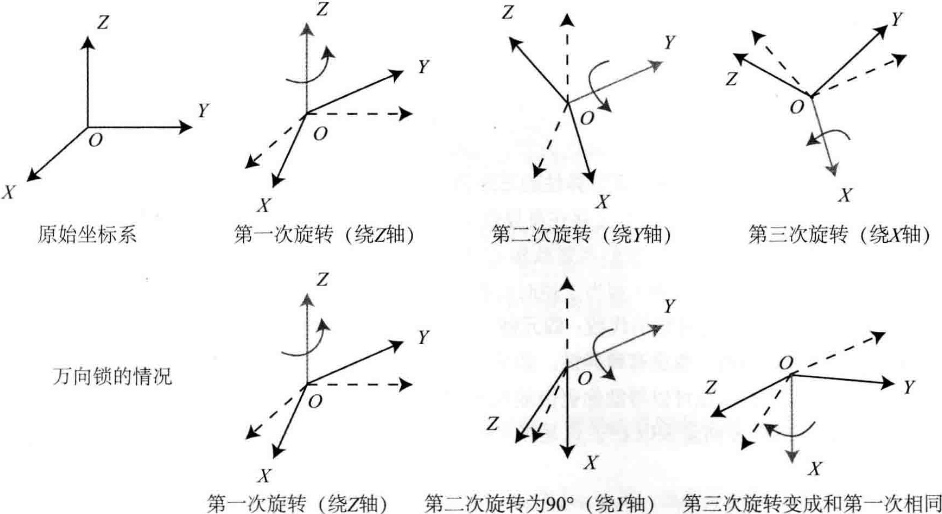 Z
Y
O
X
原始坐标系
Z
Y
O
X
第一次旋转（绕Z轴）
Z
Y
O
X
第二次旋转（绕Y轴）
Y
Z
O
X
第三次旋转（绕X轴）
万向锁的情况
Z
Y
O
X
第一次旋转（绕Z轴）
Y
O
Z
X
第二次旋转为90°（绕Y轴）
O
Z
Y
X
第三次旋转变成和第一次相同